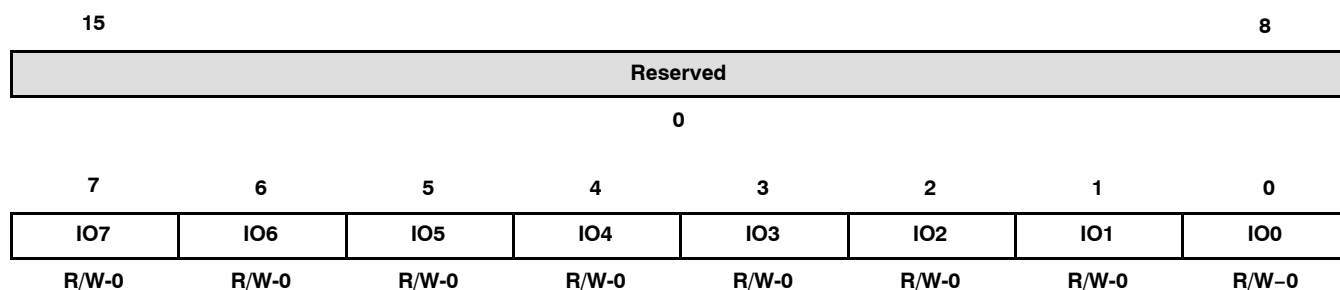 15 8
Reserved
0
7 6 5 4 3 2 1 0
IO7 IO6 IO5 IO4 IO3 IO2 IO1 IO0
R/W-0 R/W-0 R/W-0 R/W-0 R/W-0 R/W-0 R/W-0 R/W−0